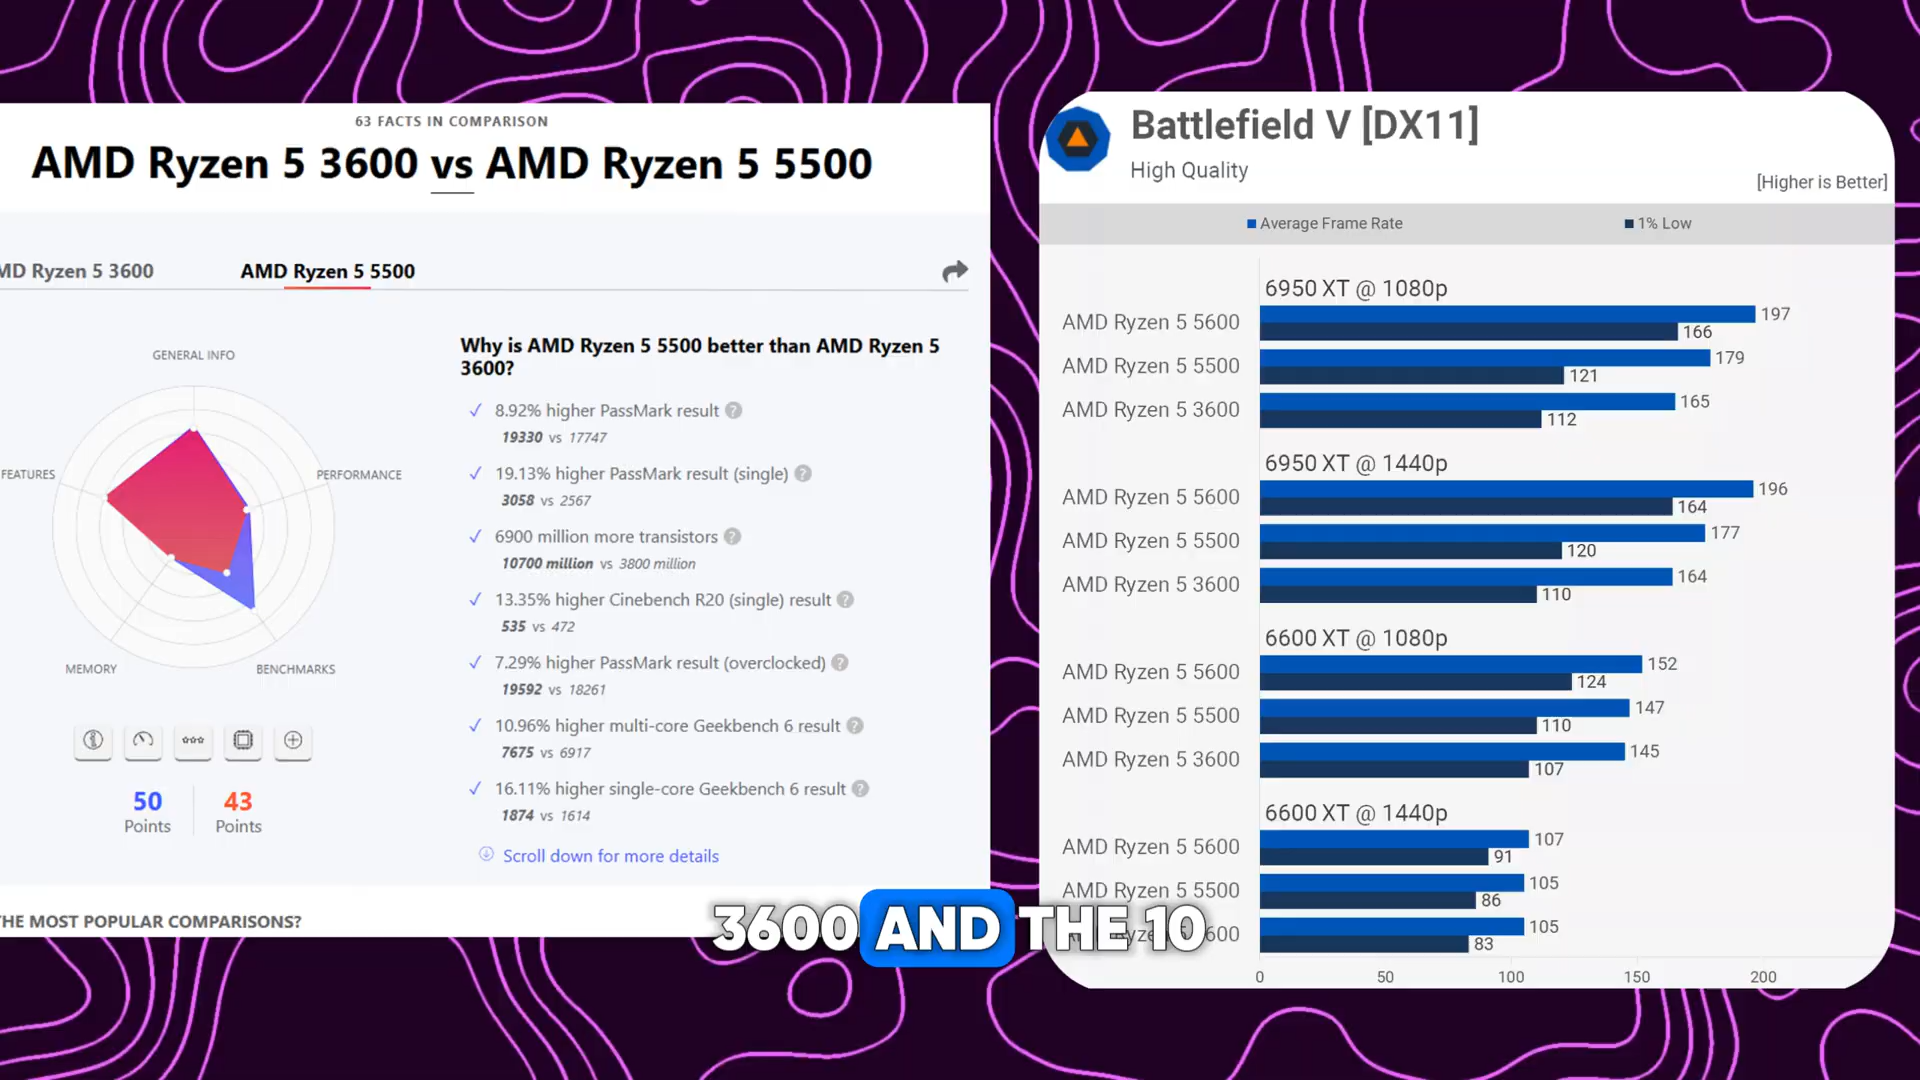 63 FACTS IN COMPARISON
AMD Ryzen 5 3600 vs AMD Ryzen 5 5500
MD Ryzen 5 3600
AMD Ryzen 5 5500
GENERAL INFO
FEATURES
PERFORMANCE
MEMORY
BENCHMARKS
50
Points
43
Points
Why is AMD Ryzen 5 5500 better than AMD Ryzen 5
3600?
8.92% higher PassMark result
19330 vs 17747
19.13% higher PassMark result (single)
3058 vs 2567
6900 million more transistors
10700 million vs 3800 million
13.35% higher Cinebench R20 (single) result
535 vs 472
7.29% higher PassMark result (overclocked)
19592 vs 18261
10.96% higher multi-core Geekbench 6 result
7675 vs 6917
16.11% higher single-core Geekbench 6 result
1874 vs 1614
Scroll down for more details
THE MOST POPULAR COMPARISONS?
Battlefield V [DX11]
High Quality
[Higher is Better]
Average Frame Rate
1% Low
6950 XT @ 1080p
AMD Ryzen 5 5600
197
166
AMD Ryzen 5 5500
179
121
AMD Ryzen 5 3600
165
112
6950 XT @ 1440p
AMD Ryzen 5 5600
196
164
AMD Ryzen 5 5500
177
120
AMD Ryzen 5 3600
164
110
6600 XT @ 1080p
AMD Ryzen 5 5600
152
124
AMD Ryzen 5 5500
147
110
AMD Ryzen 5 3600
145
107
6600 XT @ 1440p
AMD Ryzen 5 5600
107
91
AMD Ryzen 5 5500
105
86
600
105
83
0 50 100 150 200
3600 AND THE 10